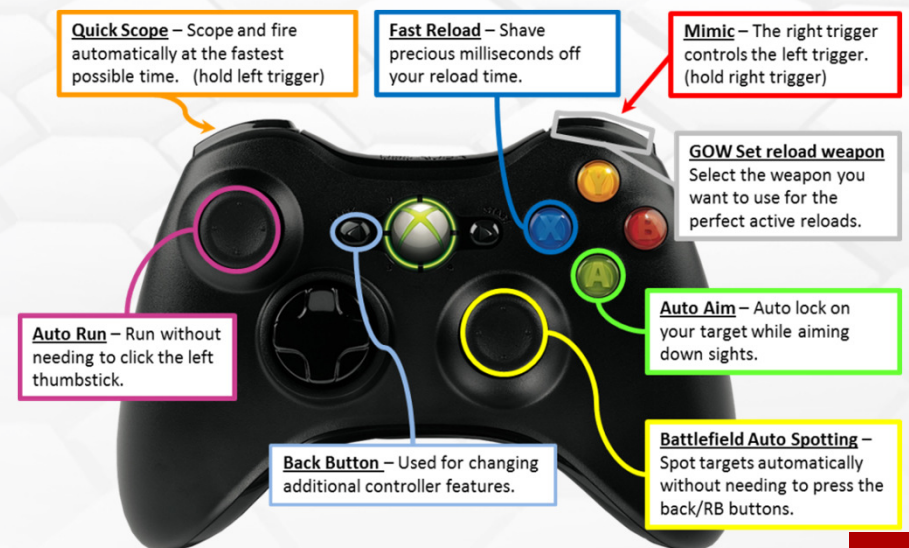 Quick Scope – Scope and fire
automatically at the fastest
possible time.   (hold left trigger)
Fast Reload – Shave
precious milliseconds off
your reload time.
Mimic – The right trigger
controls the left trigger.
(hold right trigger)
GOW Set reload weapon
Select the weapon you
want to use for the
perfect active reloads.
Y
X
B
A
Auto Run – Run without
needing to click the left
thumbstick.
Auto Aim – Auto lock on
your target while aiming
down sights.
Back Button – Used for changing
additional controller features.
Battlefield Auto Spotting –
Spot targets automatically
without needing to press the
back/RB buttons.